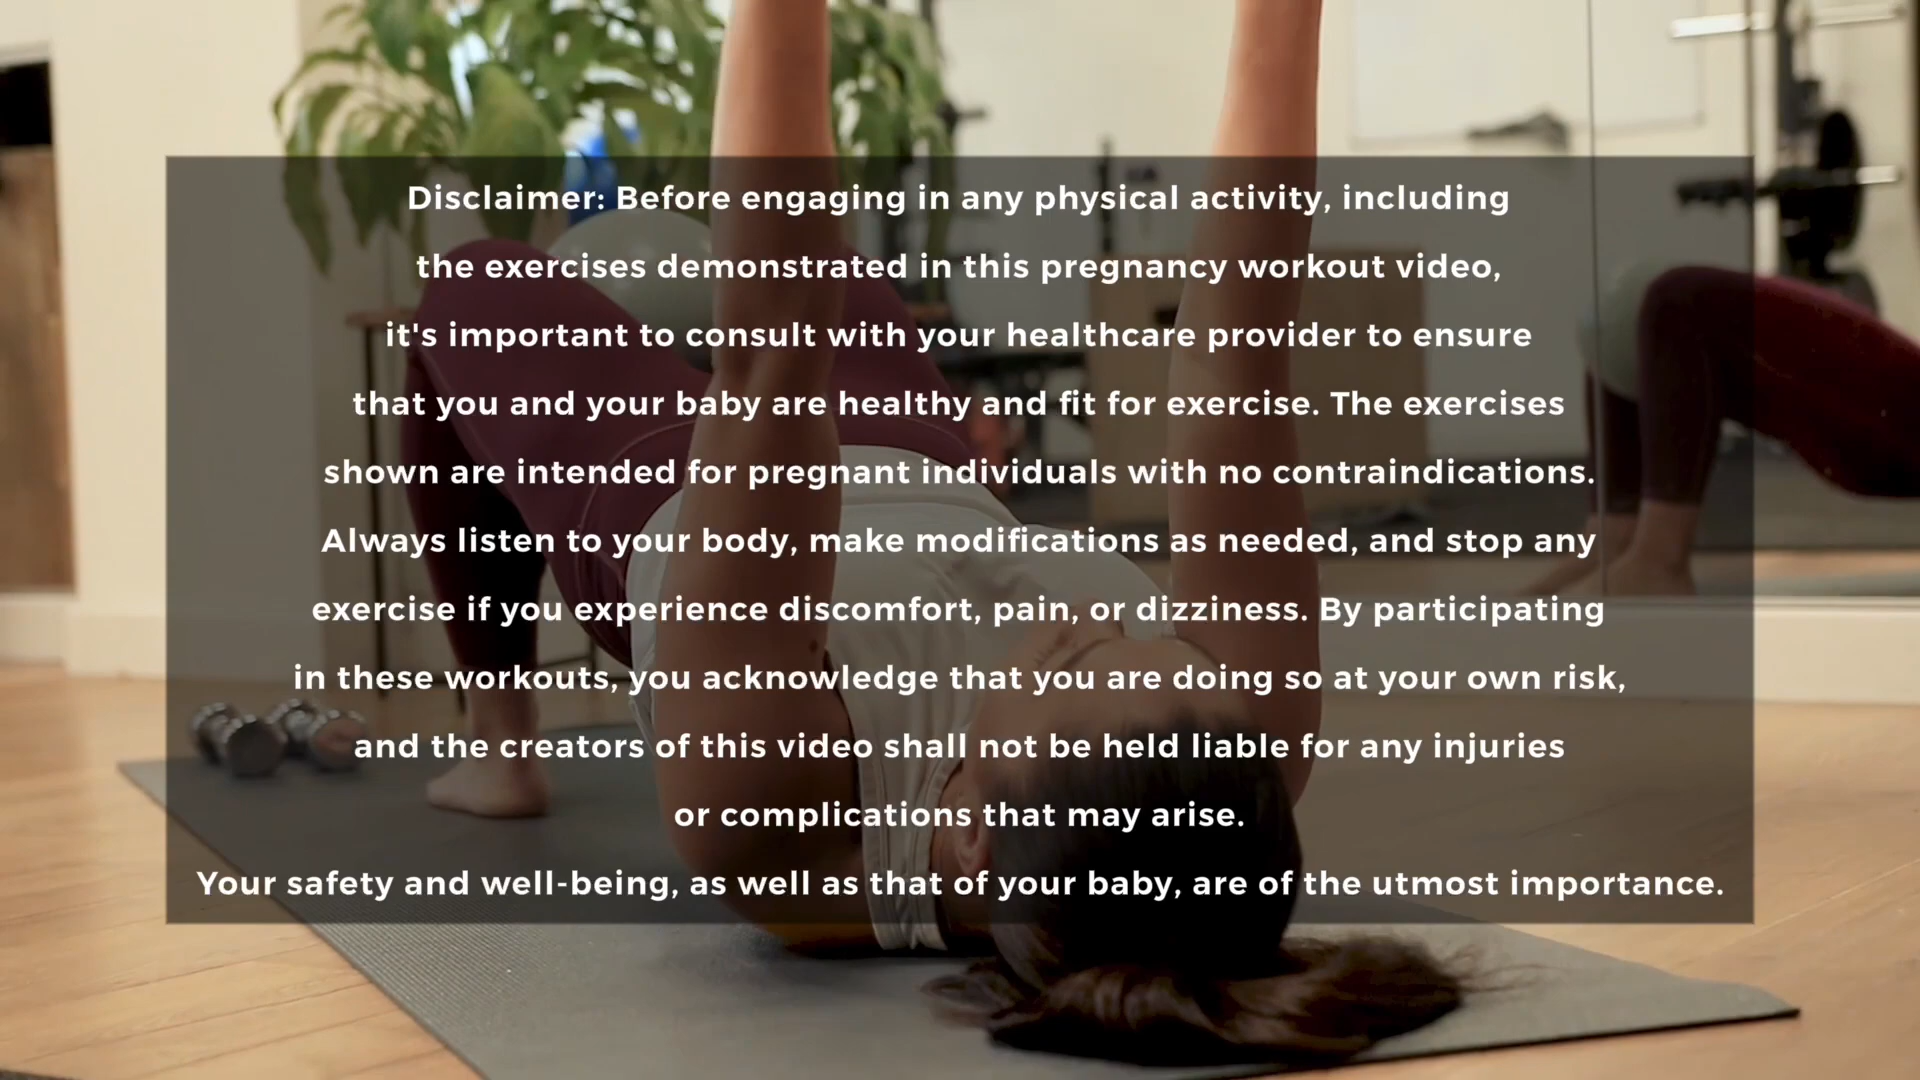 Disclaimer: Before engaging in any physical activity, including
the exercises demonstrated in this pregnancy workout video,
it's important to consult with your healthcare provider to ensure
that you and your baby are healthy and fit for exercise. The exercises
shown are intended for pregnant individuals with no contraindications.
Always listen to your body, make modifications as needed, and stop any
exercise if you experience discomfort, pain, or dizziness. By participating
in these workouts, you acknowledge that you are doing so at your own risk,
and the creators of this video shall not be held liable for any injuries
or complications that may arise.
Your safety and well-being, as well as that of your baby, are of the utmost importance.